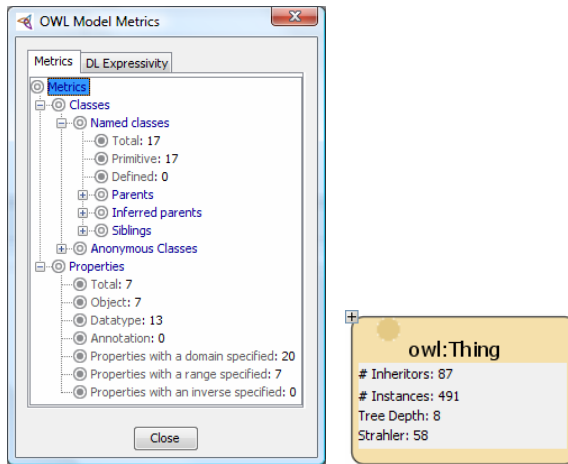 OWL Model Metrics
Metrics DL Expressivity
Metrics
Classes
Named classes
Total: 17
Primitive: 17
Defined: 0
Parents
Inferred parents
Siblings
Anonymous Classes
Properties
Total: 7
Object: 7
Datatype: 13
Annotation: 0
Properties with a domain specified: 20
Properties with a range specified: 7
Properties with an inverse specified: 0
Close
owl:Thing
# Inheritors: 87
# Instances: 491
Tree Depth: 8
Strahler: 58